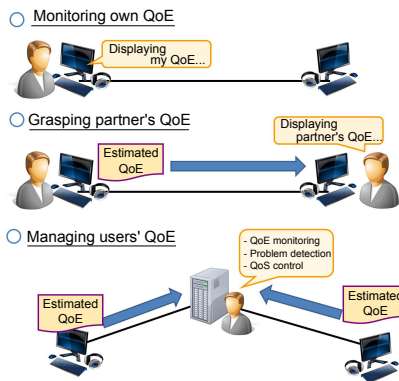 Monitoring own QoE
Displaying
my QoE...
Grasping partner's QoE
Estimated
QoE
Displaying
partner's QoE...
Managing users' QoE
- QoE monitoring
- Problem detection
- QoS control
Estimated
QoE
Estimated
QoE